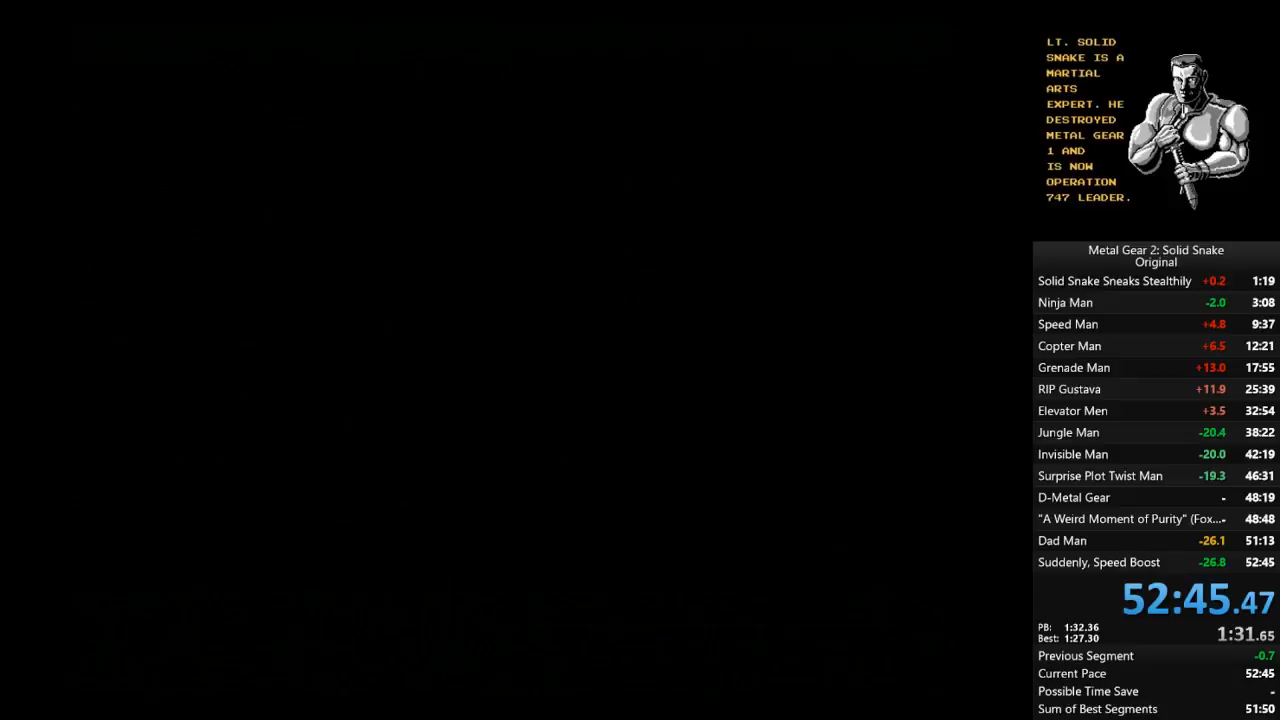 LT. SOLID
SNAKE IS A
MARTIAL
ARTS
EXPERT. HE
DESTROYED
METAL GEAR
1 AND
IS NOW
OPERATION
747 LEADER.
Metal Gear 2: Solid Snake
Original
Solid Snake Sneaks Stealthily +0.2 1:19
Ninja Man -2.0 3:08
Speed Man +4.8 9:37
Copter Man +6.5 12:21
Grenade Man +13.0 17:55
RIP Gustava +11.9 25:39
Elevator Men +3.5 32:54
Jungle Man -20.4 38:22
Invisible Man -20.0 42:19
Surprise Plot Twist Man -19.3 46:31
D-Metal Gear - 48:19
"A Weird Moment of Purity" (Fox...- 48:48
Dad Man -26.1 51:13
Suddenly, Speed Boost -26.8 52:45
52:45.47
PB: 1:32.36
Best: 1:27.30
1:31.65
Previous Segment -0.7
Current Pace 52:45
Possible Time Save -
Sum of Best Segments 51:50